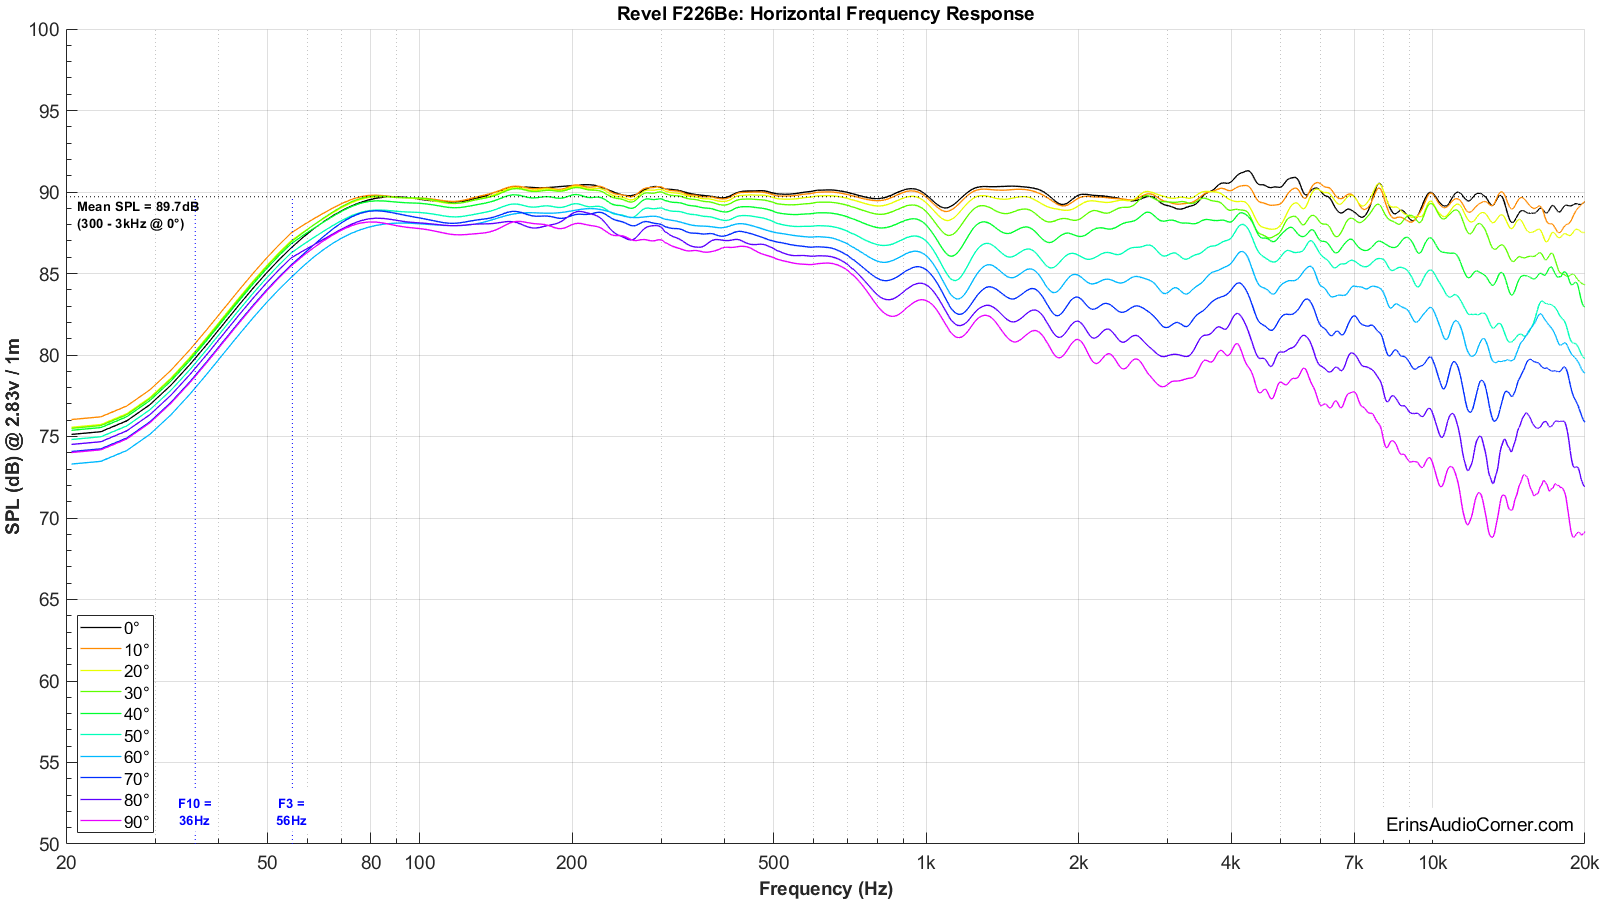 Revel F226Be: Horizontal Frequency Response
100
95
90
85
80
75
70
65
60
55
50
SPL (dB) @ 2.83v / 1m
Mean SPL = 89.7dB
(300 - 3kHz @ 0°)
0°
10°
20°
30°
40°
50°
60°
70°
80°
90°
F10 =
36Hz
F3 =
56Hz
ErinsAudioCorner.com
20 50 80 100 200 500 1k 2k 4k 7k 10k 20k
Frequency (Hz)